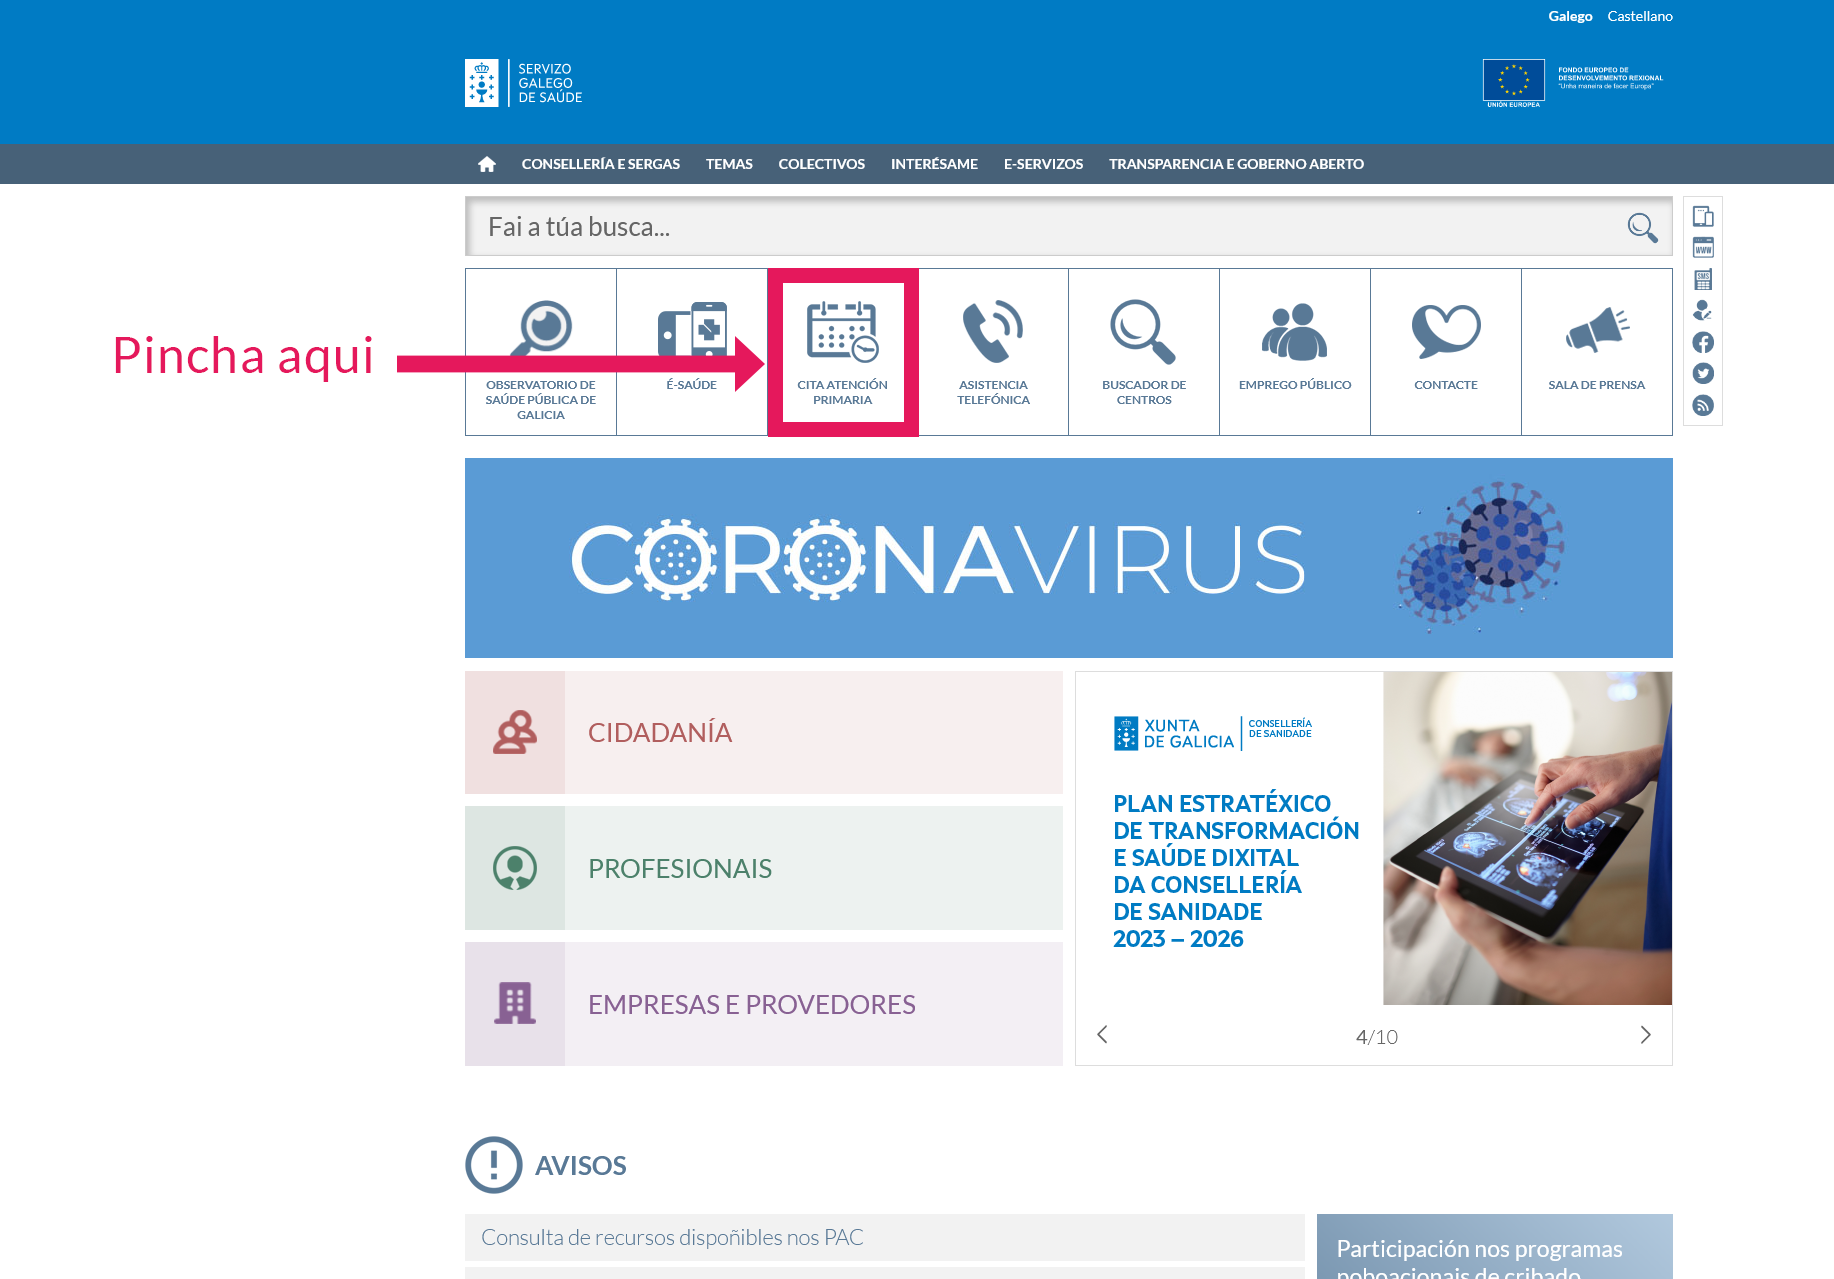 Galego Castellano
SERVIZO
GALEGO
DE SAÚDE
UNIÓN EUROPEA
FONDO EUROPEO DE
DESENVOLVEMENTO REXIONAL
"Unha maneira de facer Europa"
CONSELLERÍA E SERGAS TEMAS COLECTIVOS INTERÉSAME E-SERVIZOS TRANSPARENCIA E GOBERNO ABERTO
Fai a túa busca...
WWW
SMS
Pincha aqui
OBSERVATORIO DE
SAÚDE PÚBLICA DE
GALICIA
É-SAÚDE
CITA ATENCIÓN
PRIMARIA
ASISTENCIA
TELEFÓNICA
BUSCADOR DE
CENTROS
EMPREGO PÚBLICO
CONTACTE
SALA DE PRENSA
CORONAVIRUS
CIDADANÍA
PROFESIONAIS
EMPRESAS E PROVEDORES
XUNTA
DE GALICIA
CONSELLERÍA
DE SANIDADE
PLAN ESTRATÉXICO
DE TRANSFORMACIÓN
E SAÚDE DIXITAL
DA CONSELLERÍA
DE SANIDADE
2023 – 2026
4/10
AVISOS
Consulta de recursos dispoñibles nos PAC
Participación nos programas
poboacionais de cribado